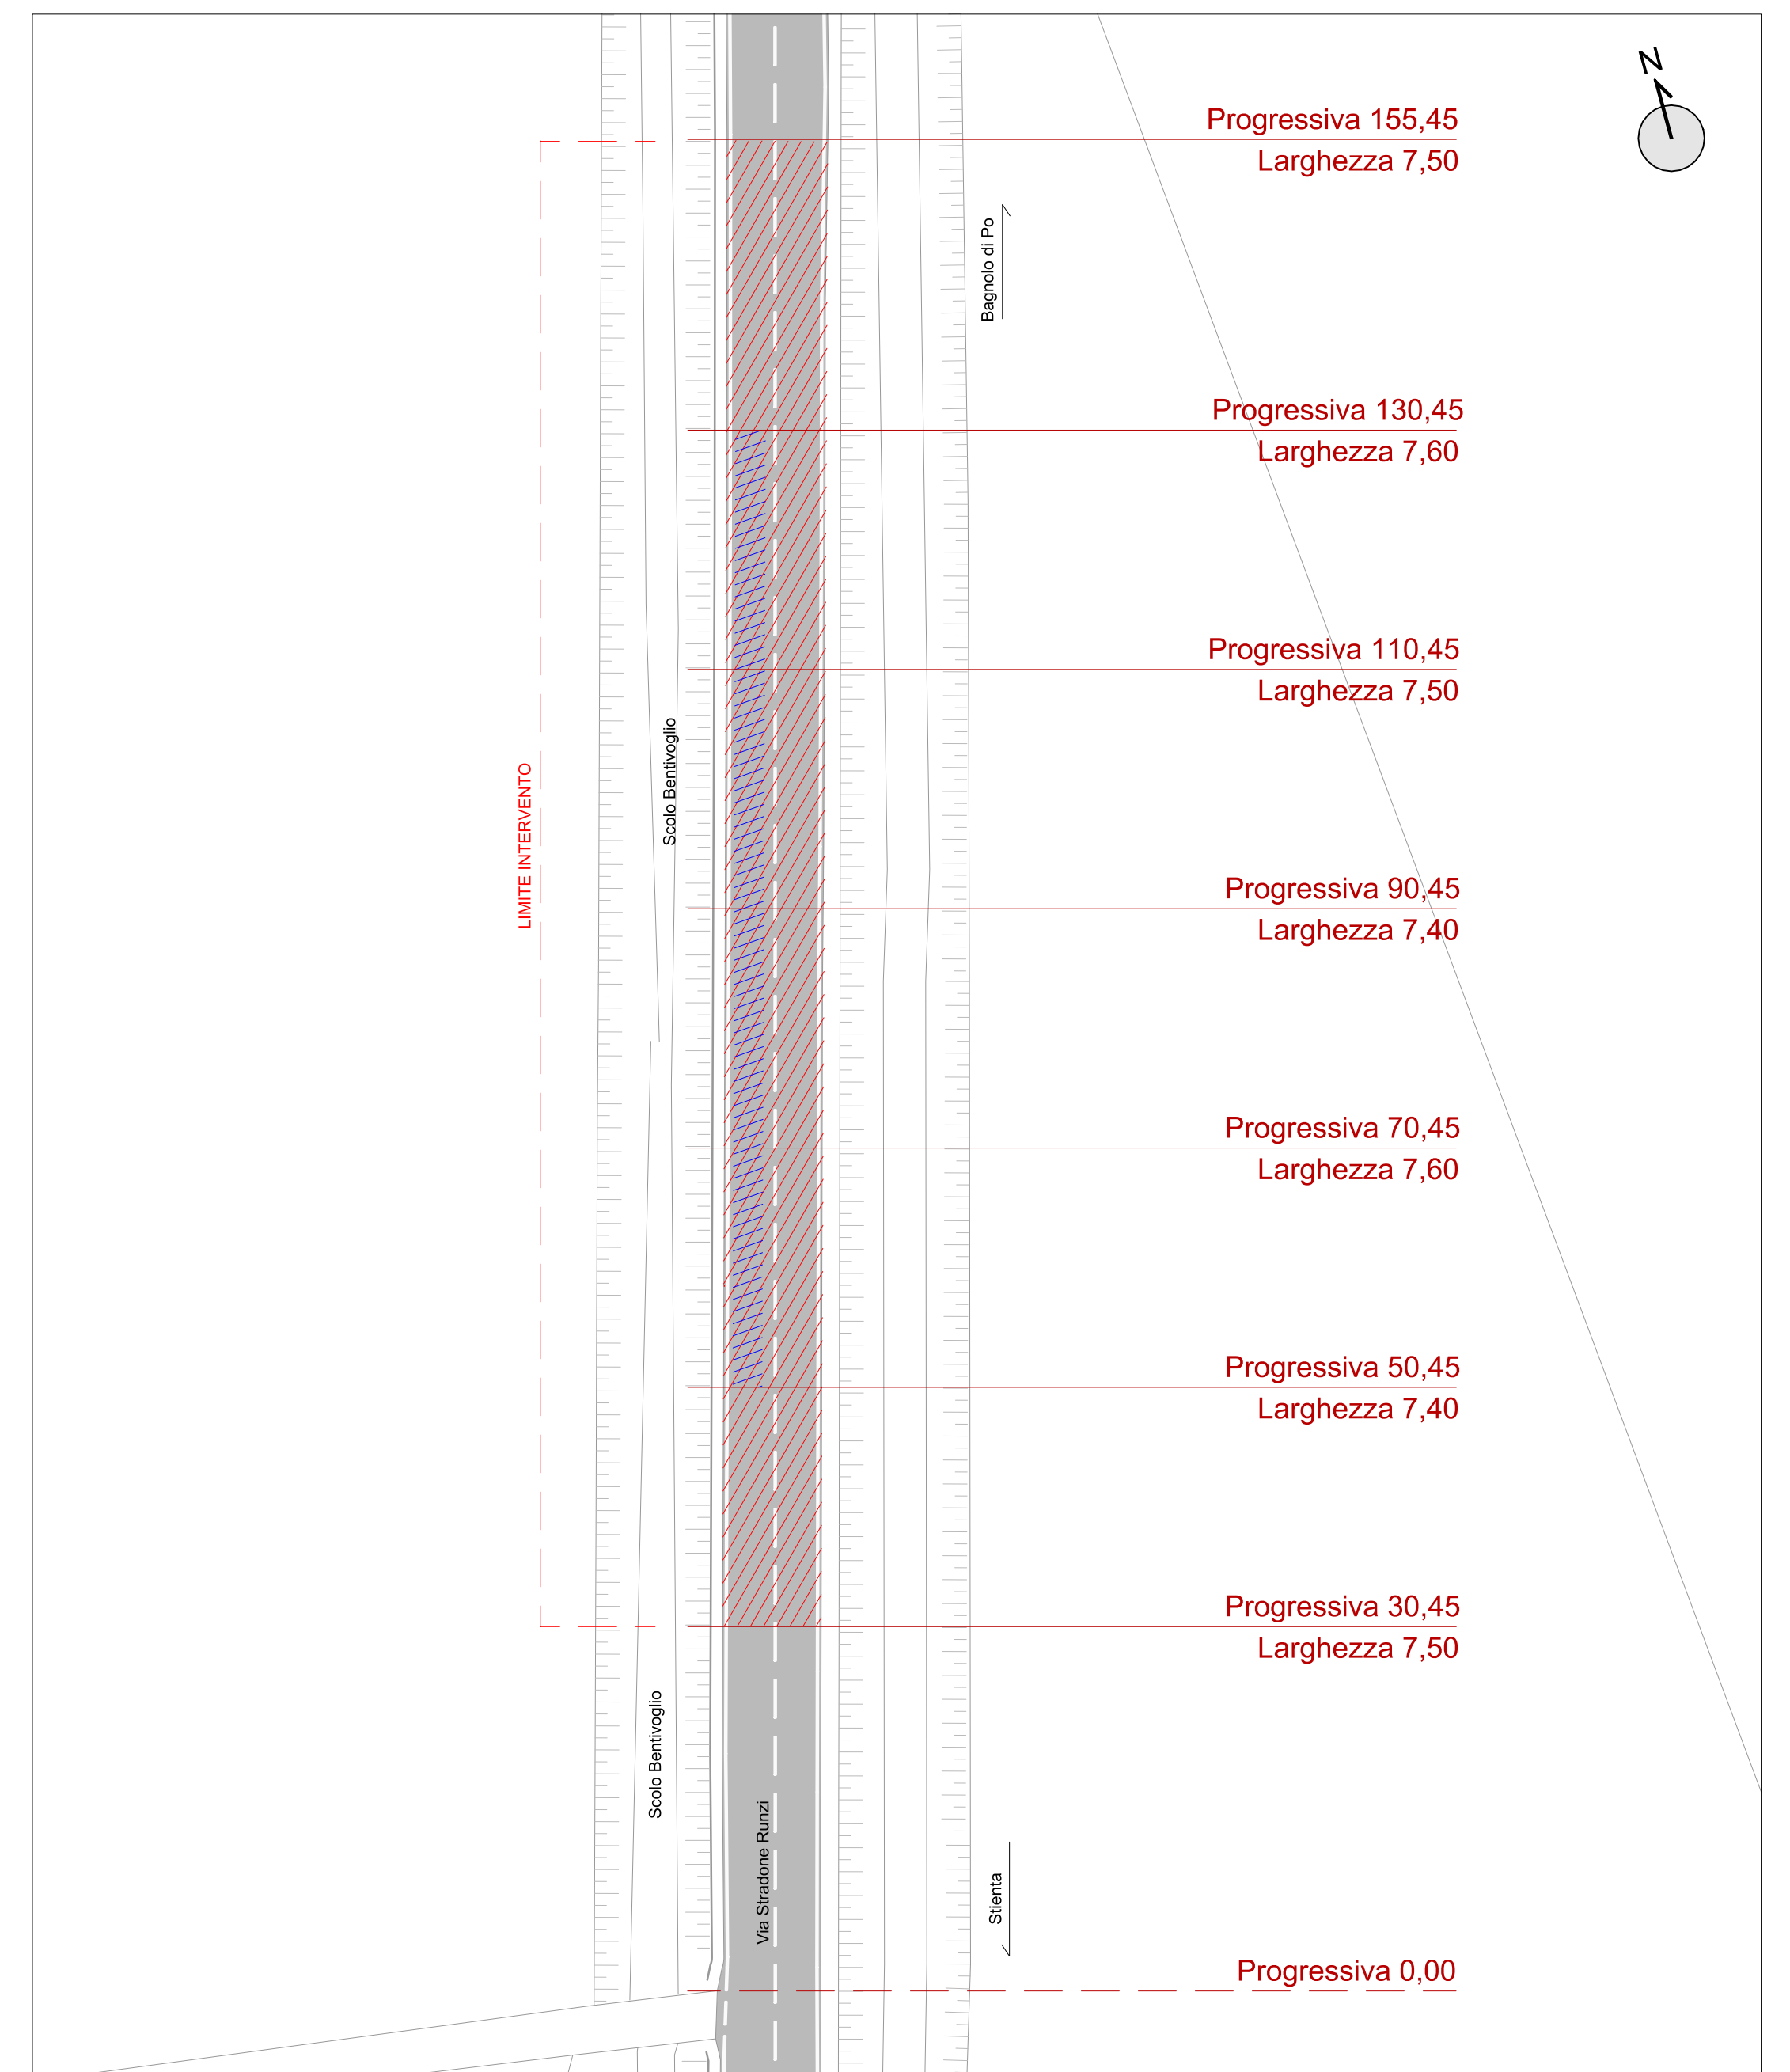 N
Progressiva 155,45
Larghezza 7,50
Bagnolo di Po
Progressiva 130,45
Larghezza 7,60
Progressiva 110,45
Larghezza 7,50
Scolo Bentivoglio
LIMITE INTERVENTO
Progressiva 90,45
Larghezza 7,40
Progressiva 70,45
Larghezza 7,60
Progressiva 50,45
Larghezza 7,40
Progressiva 30,45
Larghezza 7,50
Scolo Bentivoglio
Via Stradone Runzi
Stienta
Progressiva 0,00